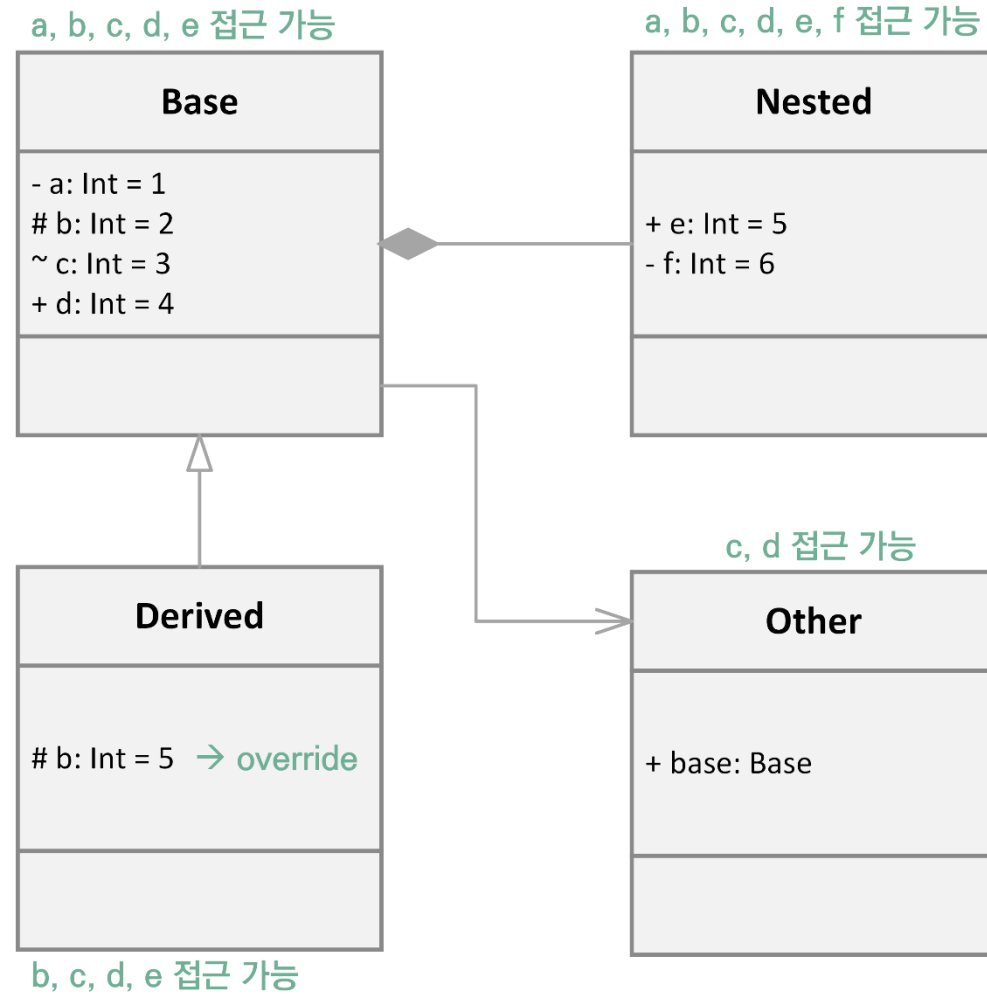 a, b, c, d, e 접근 가능
Base
- a: Int = 1
# b: Int = 2
~ c: Int = 3
+ d: Int = 4
a, b, c, d, e, f 접근 가능
Nested
+ e: Int = 5
- f: Int = 6
Derived
# b: Int = 5 → override
b, c, d, e 접근 가능
c, d 접근 가능
Other
+ base: Base